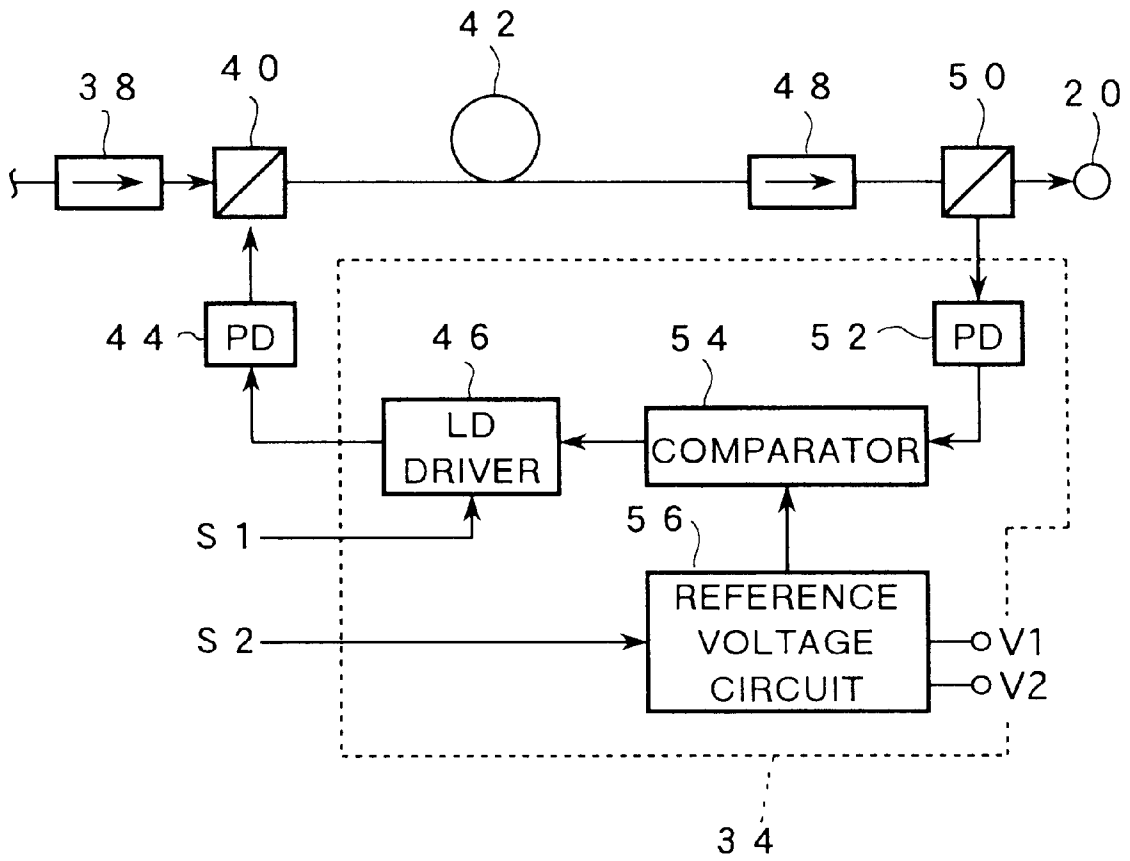 42
40
50
38
48
20
44
PD
46
54
52
PD
LD
DRIVER
COMPARATOR
S1
56
S2
REFERENCE
VOLTAGE
CIRCUIT
V1
V2
34